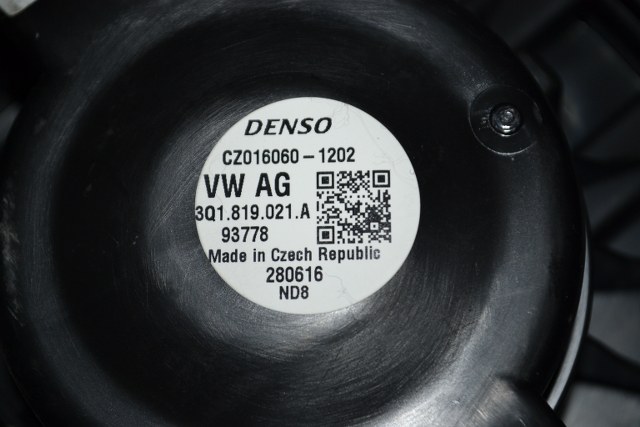 DENSO
CZ016060-1202
VW AG
3Q1.819.021.A
93778
Made in Czech Republic
280616
ND8